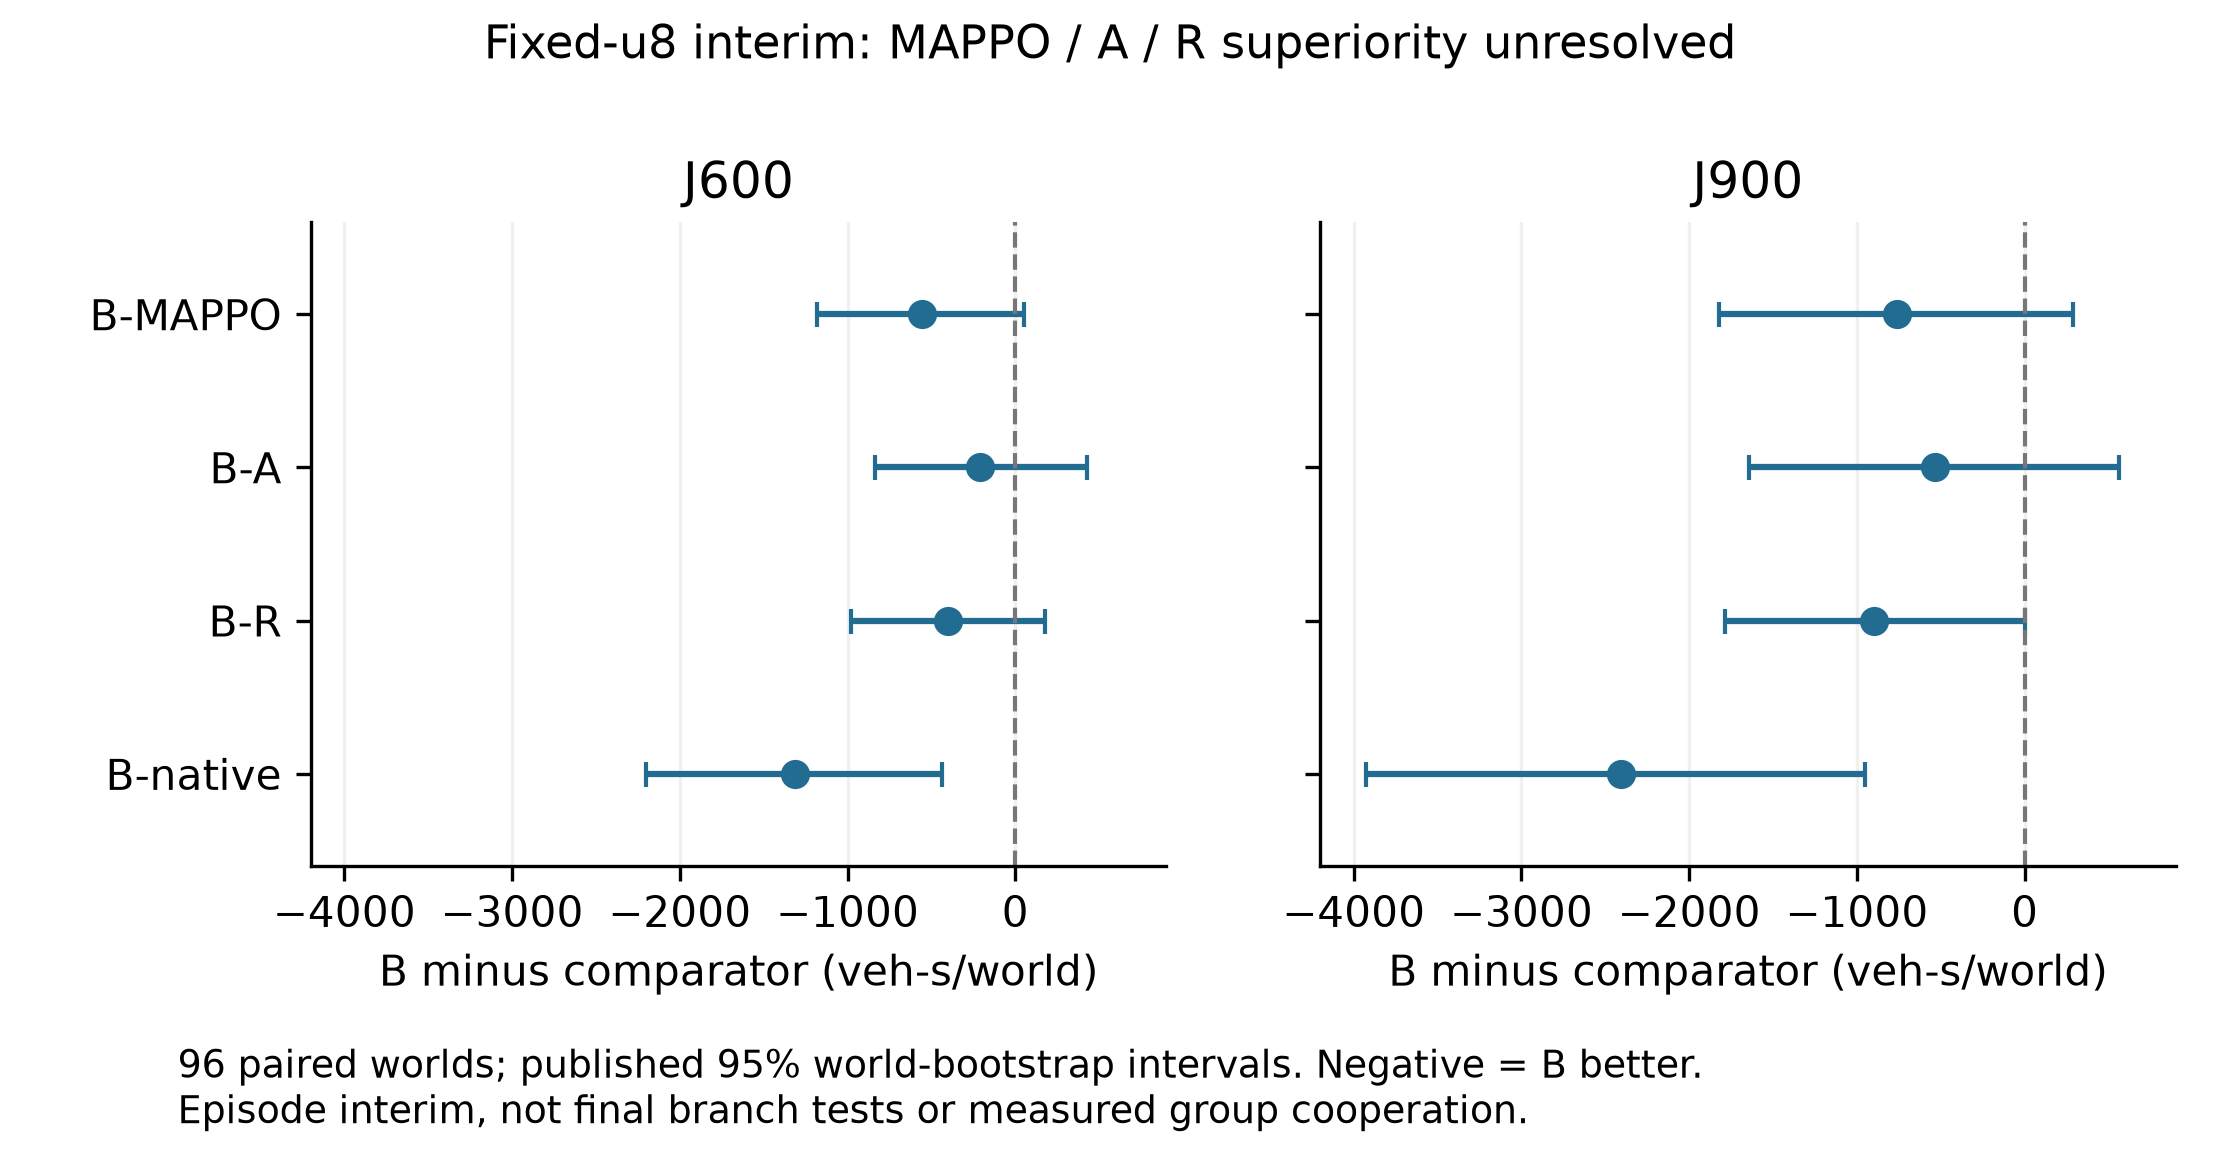 Fixed-u8 interim: MAPPO / A / R superiority unresolved
J600
J900
B-MAPPO
B-A
B-R
B-native
−4000 −3000 −2000 −1000 0
−4000 −3000 −2000 −1000 0
B minus comparator (veh-s/world)
B minus comparator (veh-s/world)
96 paired worlds; published 95% world-bootstrap intervals. Negative = B better.
Episode interim, not final branch tests or measured group cooperation.